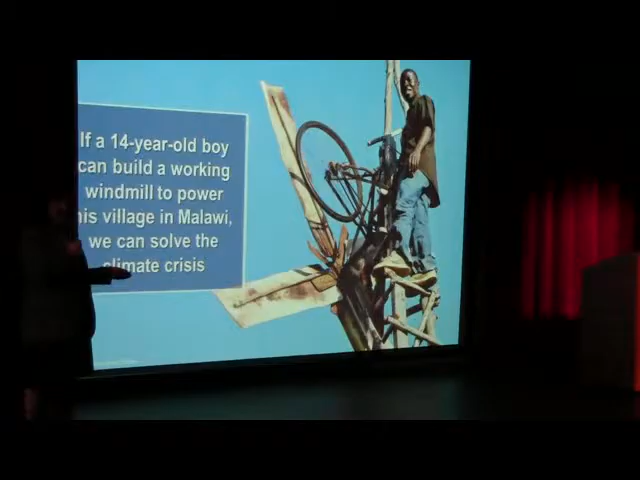 If a 14-year-old boy
can build a working
windmill to power
his village in Malawi,
we can solve the
climate crisis